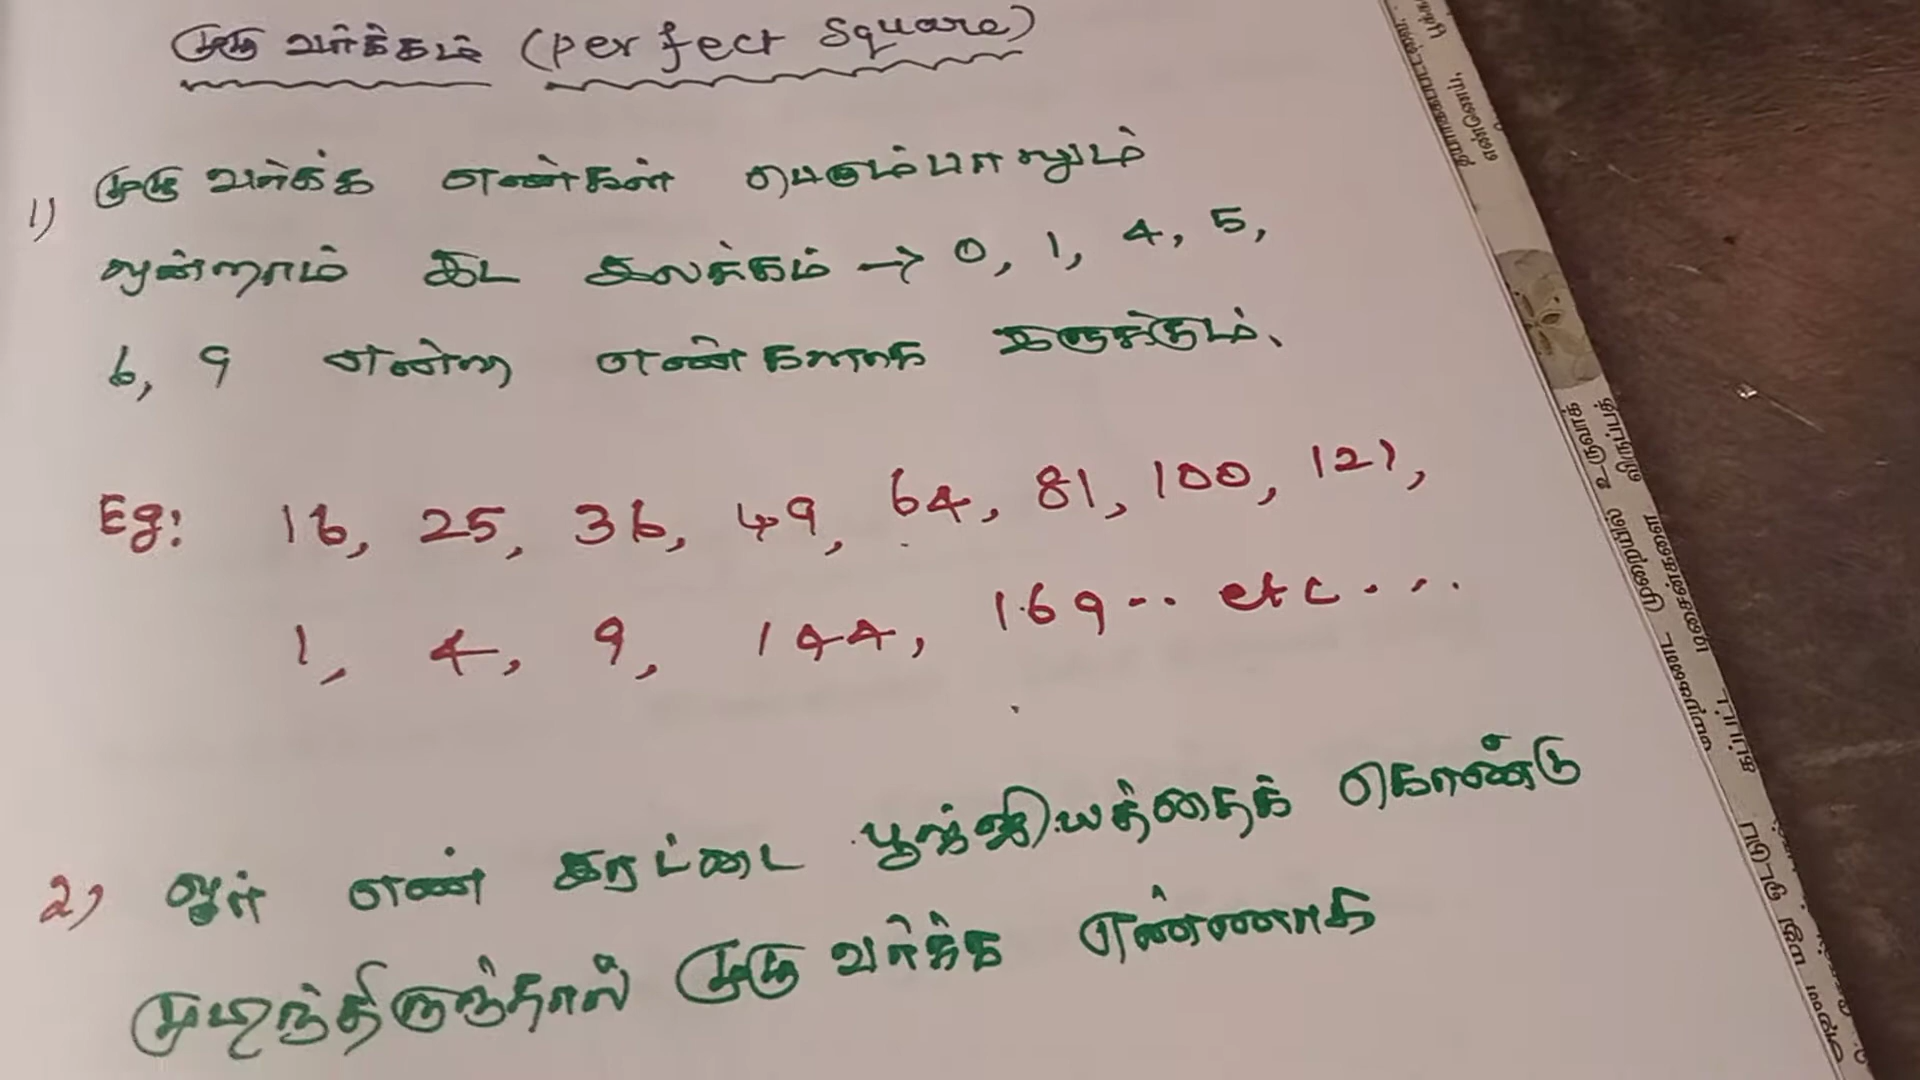 முழு வர்க்கம் (perfect Square)
1) முழு வர்க்க எண்கள் பெரும்பாலும்
ஒன்றாம் இட இலக்கம் → 0, 1, 4, 5,
6, 9 என்ற எண்களாக இருக்கும்.
Eg: 16, 25, 36, 49, 64, 81, 100, 121,
1, 4, 9, 144, 169.. etc...
2) ஓர் எண் இரட்டை பூஜ்ஜியத்தைக் கொண்டு
முடிந்திருந்தால் முழு வர்க்க எண்ணாக